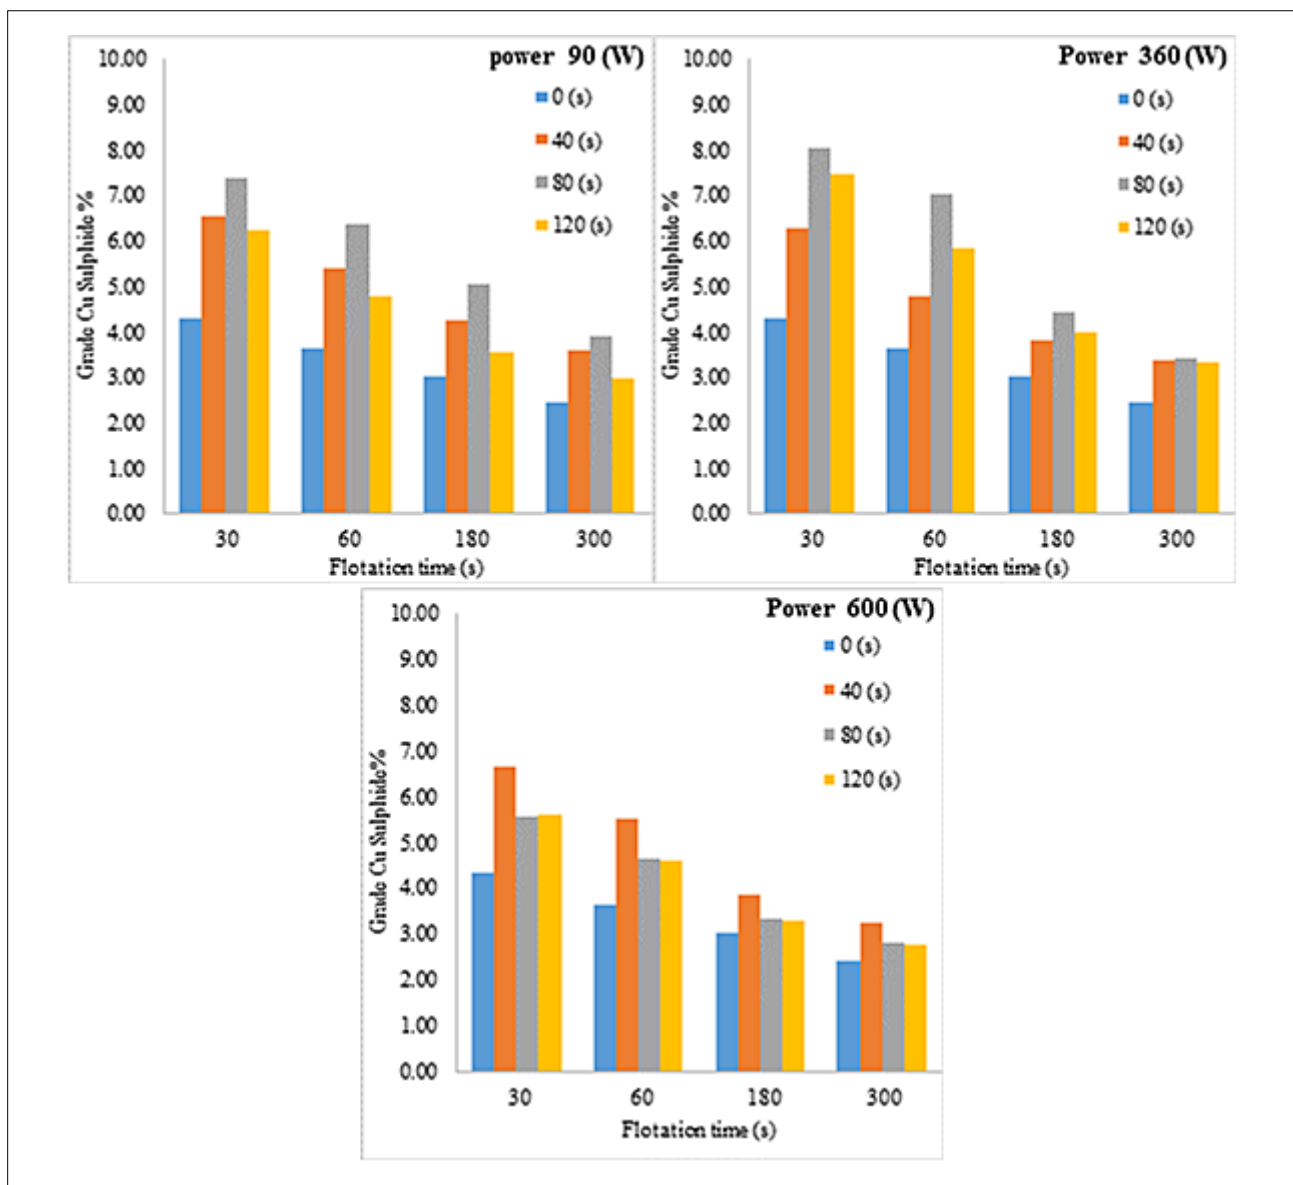 power 90 (W)
10.00
9.00
8.00
7.00
6.00
5.00
4.00
3.00
2.00
1.00
0.00
Grade Cu Sulphide %
0 (s)
40 (s)
80 (s)
120 (s)
30 60 180 300
Flotation time (s)
Power 360 (W)
10.00
9.00
8.00
7.00
6.00
5.00
4.00
3.00
2.00
1.00
0.00
Grade Cu Sulphide %
0 (s)
40 (s)
80 (s)
120 (s)
30 60 180 300
Flotation time (s)
Power 600 (W)
10.00
9.00
8.00
7.00
6.00
5.00
4.00
3.00
2.00
1.00
0.00
Grade Cu Sulphide%
0 (s)
40 (s)
80 (s)
120 (s)
30 60 180 300
Flotation time (s)